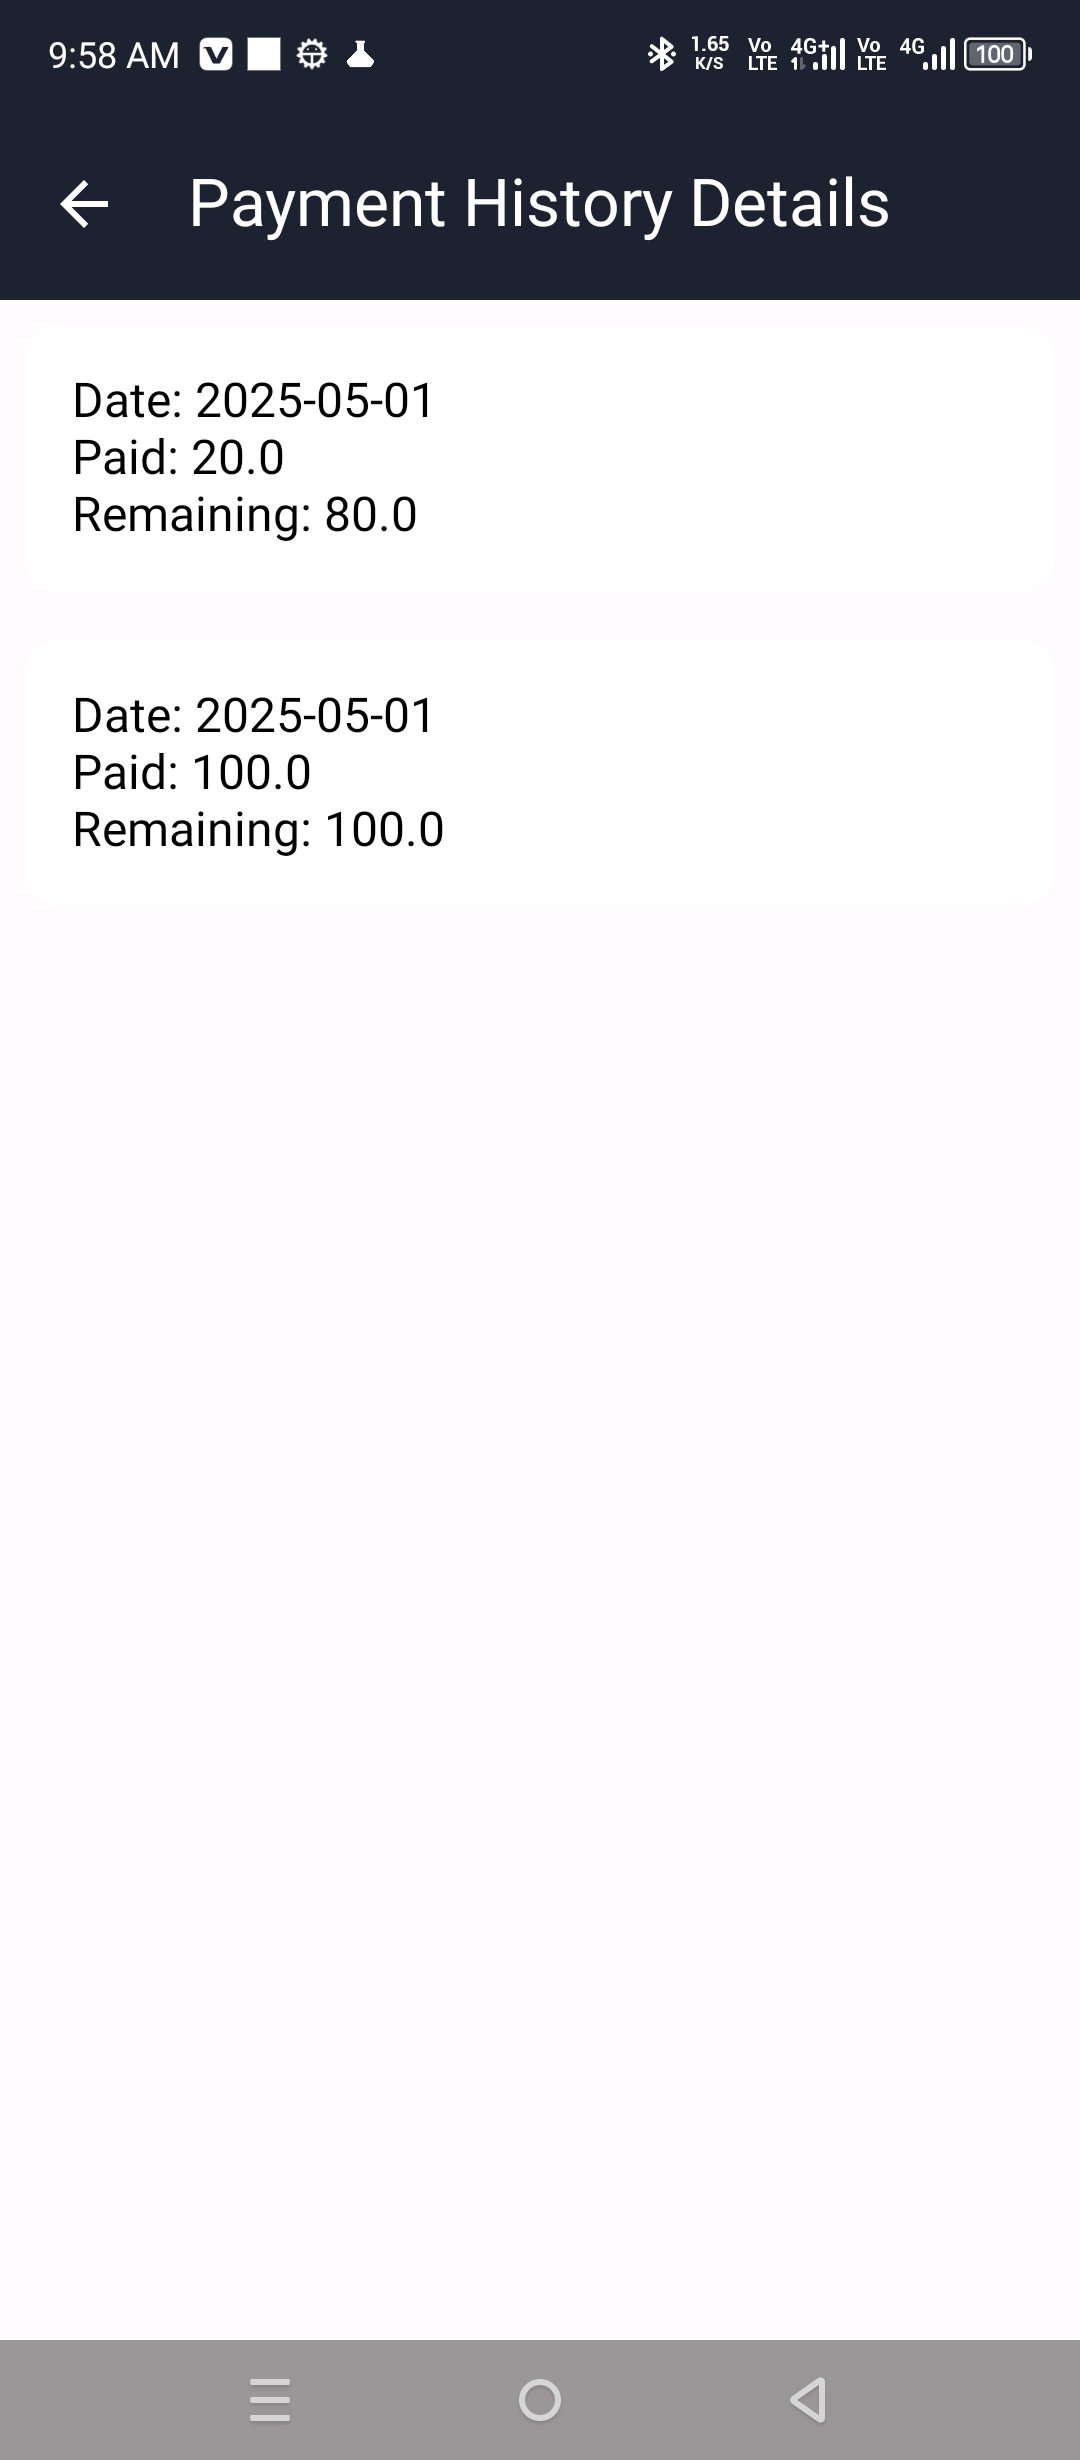 9:58 AM 1.65 K/S Vo LTE 4G+ Vo LTE 4G 100
Payment History Details
Date: 2025-05-01
Paid: 20.0
Remaining: 80.0
Date: 2025-05-01
Paid: 100.0
Remaining: 100.0